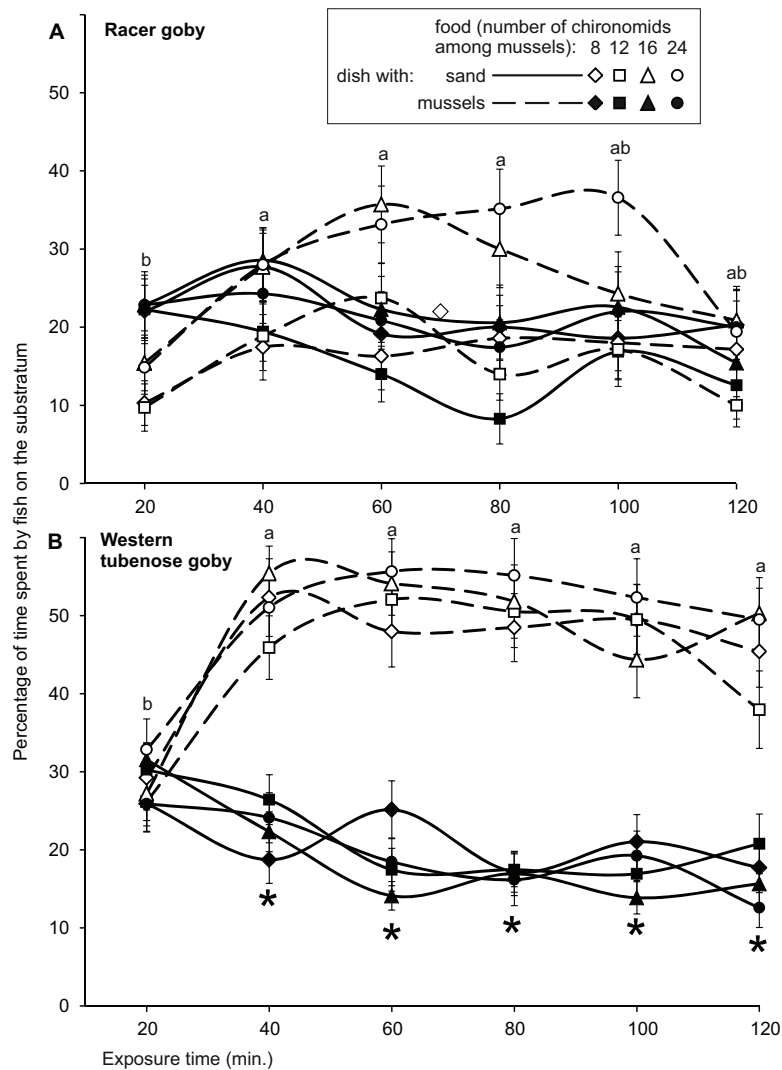 A Racer goby
food (number of chironomids
among mussels): 8 12 16 24
dish with: sand
mussels
60
50
40
30
20
10
0
b
a
a
a
ab
ab
20 40 60 80 100 120
Percentage of time spent by fish on the substratum
B Western
tubenose goby
60
50
40
30
20
10
0
b
a
a
a
a
a
* * * * *
20 40 60 80 100 120
Exposure time (min.)